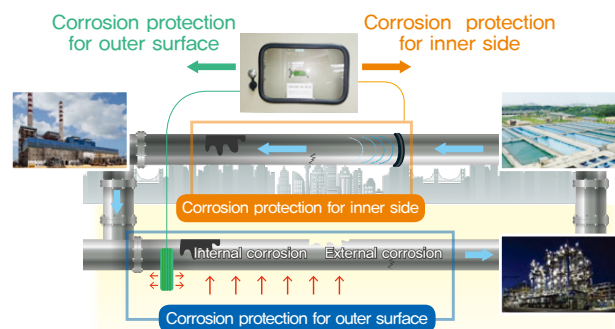 Corrosion protection
for outer surface
Corrosion protection
for inner side
Corrosion protection for inner side
Internal corrosion
External corrosion
Corrosion protection for outer surface